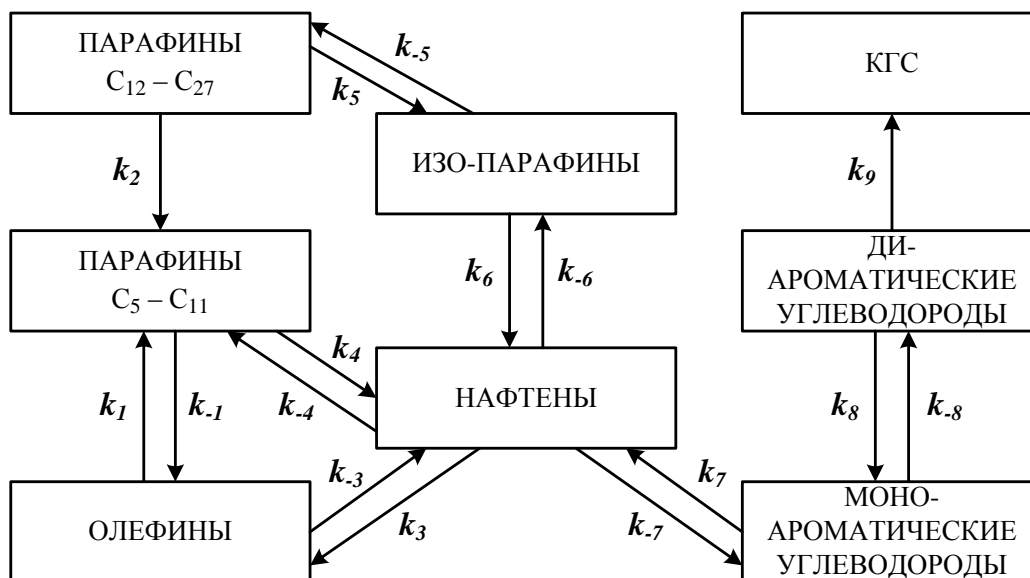 ПАРАФИНЫ
C12 – C27
k-5
k5
КГС
ИЗО-ПАРАФИНЫ
k2
k9
ПАРАФИНЫ
C5 – C11
k6
k-6
ДИ-
АРОМАТИЧЕСКИЕ
УГЛЕВОДОРОДЫ
k4
k-4
НАФТЕНЫ
k1
k-1
k8
k-8
k-3
k3
k7
k-7
ОЛЕФИНЫ
МОНО-
АРОМАТИЧЕСКИЕ
УГЛЕВОДОРОДЫ